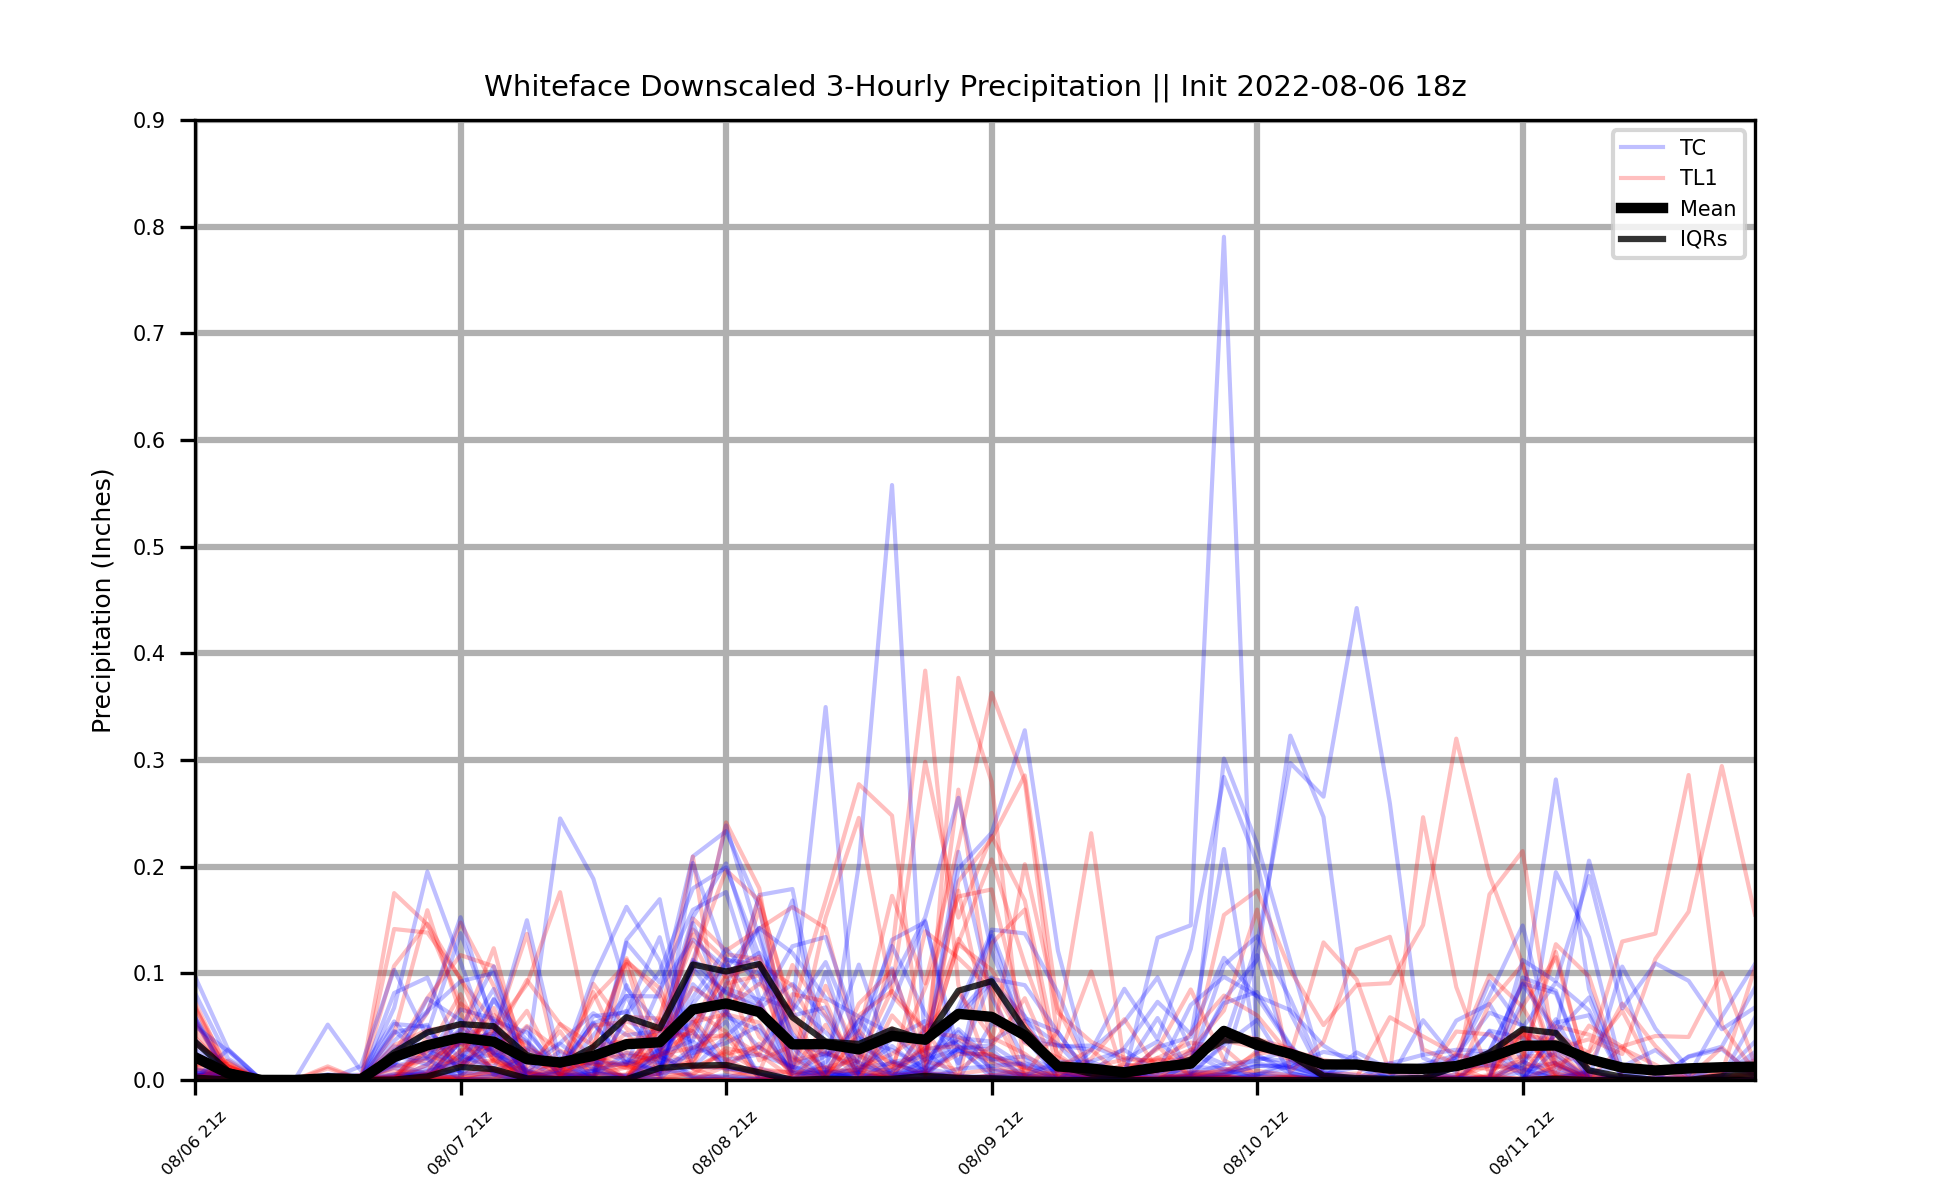 Whiteface Downscaled 3-Hourly Precipitation || Init 2022-08-06 18z
TC
TL1
Mean
IQRs
Precipitation (Inches)
0.9
0.8
0.7
0.6
0.5
0.4
0.3
0.2
0.1
0.0
08/06 21z
08/07 21z
08/08 21z
08/09 21z
08/10 21z
08/11 21z